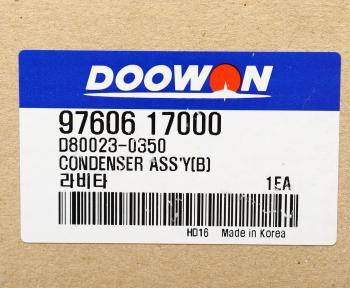 DOOWON
97606 17000
D80023-0350
CONDENSER ASS'Y(B)
라비타 1EA
HD16 Made in Korea